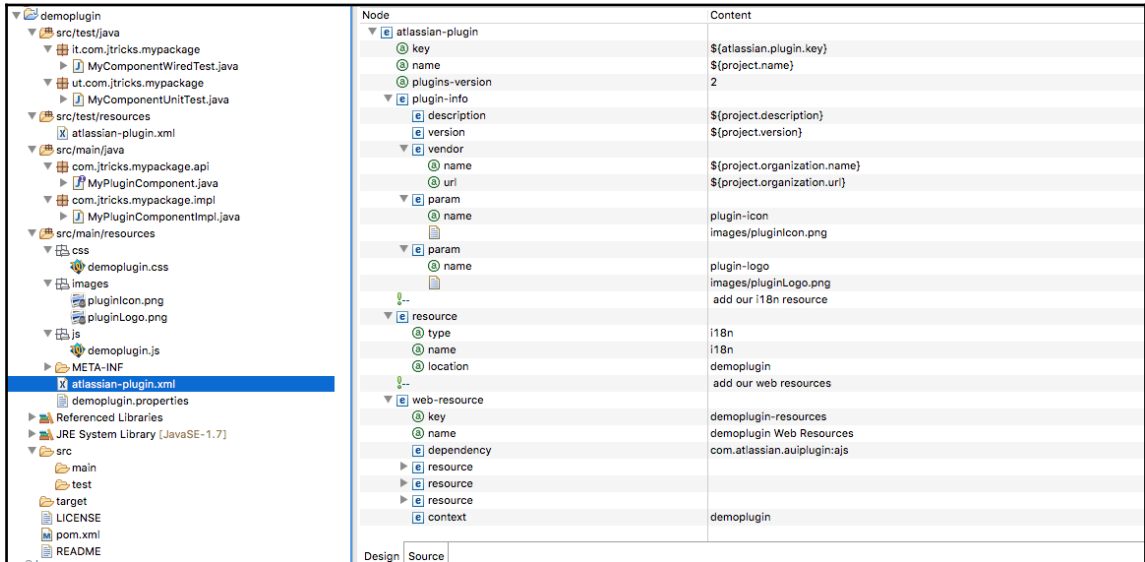 demoplugin
src/test/java
it.com.jtricks.mypackage
MyComponentWiredTest.java
ut.com.jtricks.mypackage
MyComponentUnitTest.java
src/test/resources
atlassian-plugin.xml
src/main/java
com.jtricks.mypackage.api
MyPluginComponent.java
com.jtricks.mypackage.impl
MyPluginComponentImpl.java
src/main/resources
css
demoplugin.css
images
pluginIcon.png
pluginLogo.png
js
demoplugin.js
META-INF
atlassian-plugin.xml
demoplugin.properties
Referenced Libraries
JRE System Library [JavaSE-1.7]
src
main
test
target
LICENSE
pom.xml
README
Node Content
atlassian-plugin
key ${atlassian.plugin.key}
name ${project.name}
plugins-version 2
plugin-info
description ${project.description}
version ${project.version}
vendor
name ${project.organization.name}
url ${project.organization.url}
param
name plugin-icon
images/pluginIcon.png
param
name plugin-logo
images/pluginLogo.png
add our i18n resource
resource
type i18n
name i18n
location demoplugin
add our web resources
web-resource
key demoplugin-resources
name demoplugin Web Resources
dependency com.atlassian.auiplugin:ajs
resource
resource
resource
context demoplugin
Design Source